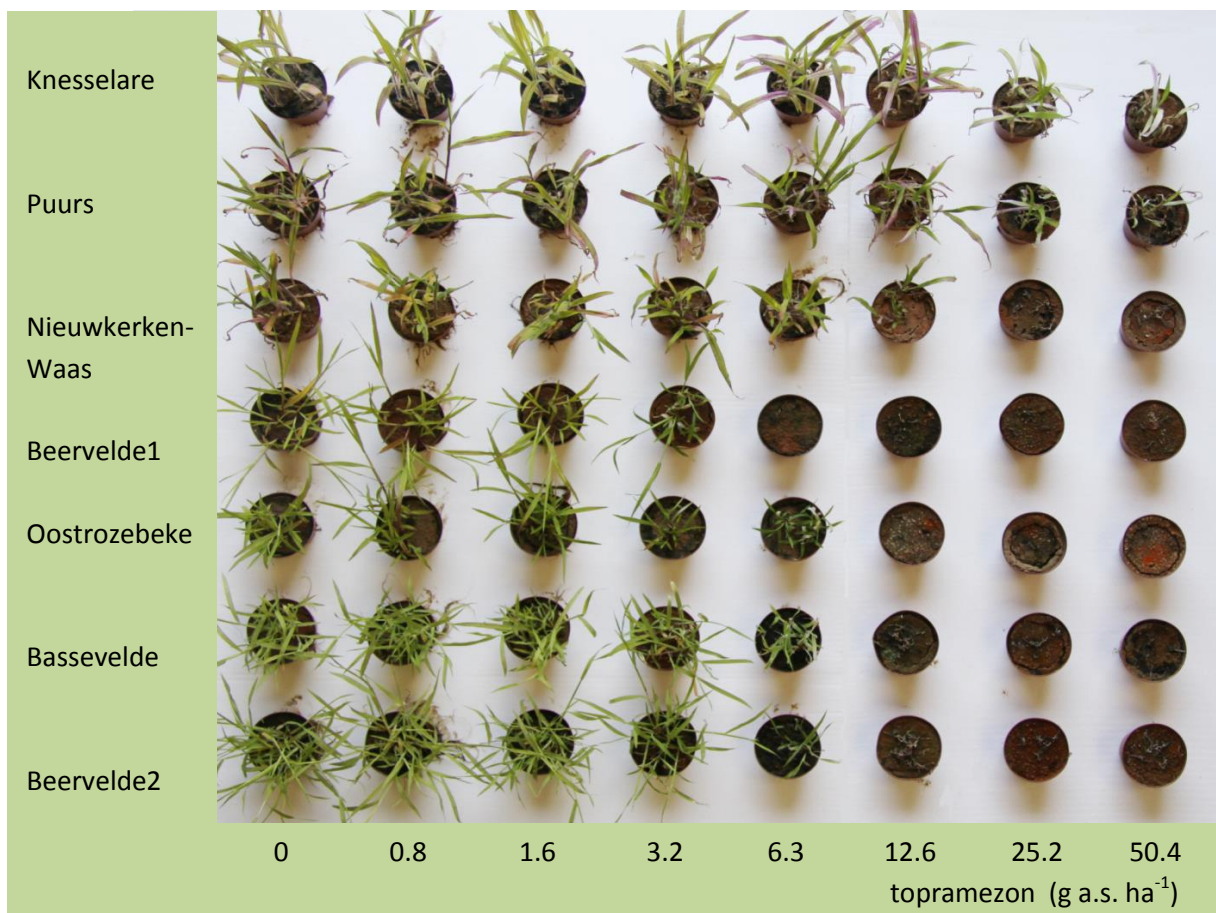 Knesselare
Puurs
Nieuwkerken-
Waas
Beervelde1
Oostrozebeke
Bassevelde
Beervelde2
0 0.8 1.6 3.2 6.3 12.6 25.2 50.4
topramezon (g a.s. ha⁻¹)